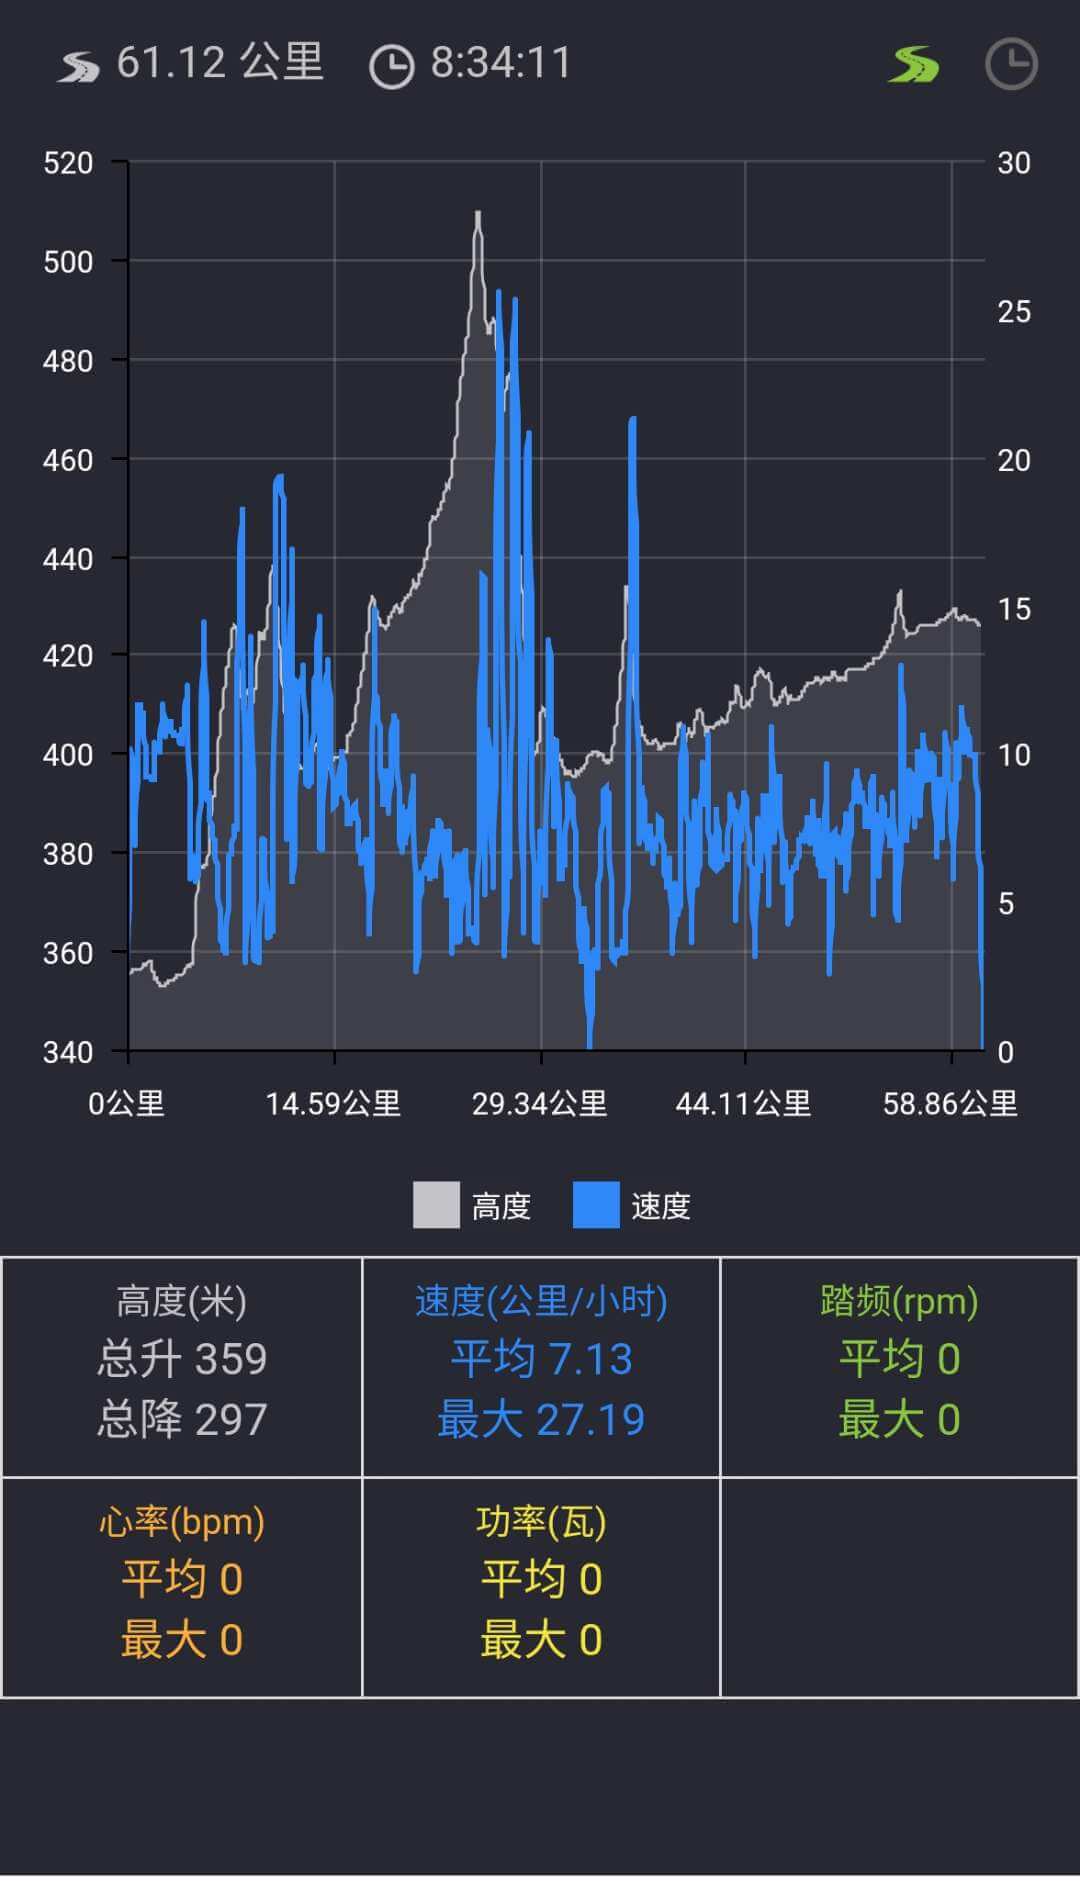 61.12 公里 8:34:11
520 30
500
25
480
460 20
440
15
420
400 10
380
5
360
340 0
0公里 14.59公里 29.34公里 44.11公里 58.86公里
高度 速度
高度(米) 速度(公里/小时) 踏频(rpm)
总升 359 平均 7.13 平均 0
总降 297 最大 27.19 最大 0
心率(bpm) 功率(瓦)
平均 0 平均 0
最大 0 最大 0